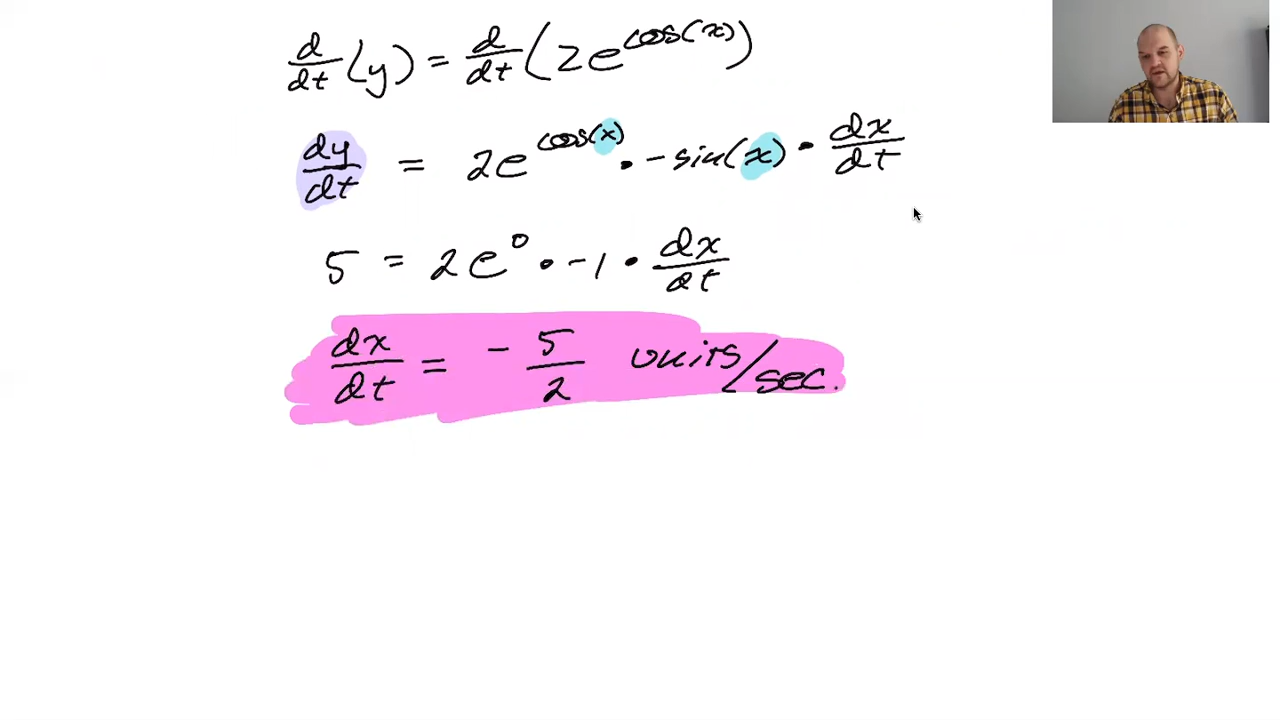 d/dt (y) = d/dt (2e^cos(x))
dy/dt = 2e^cos(x) • -sin(x) • dx/dt
5 = 2e^0 • -1 • dx/dt
dx/dt = - 5/2 units/sec.